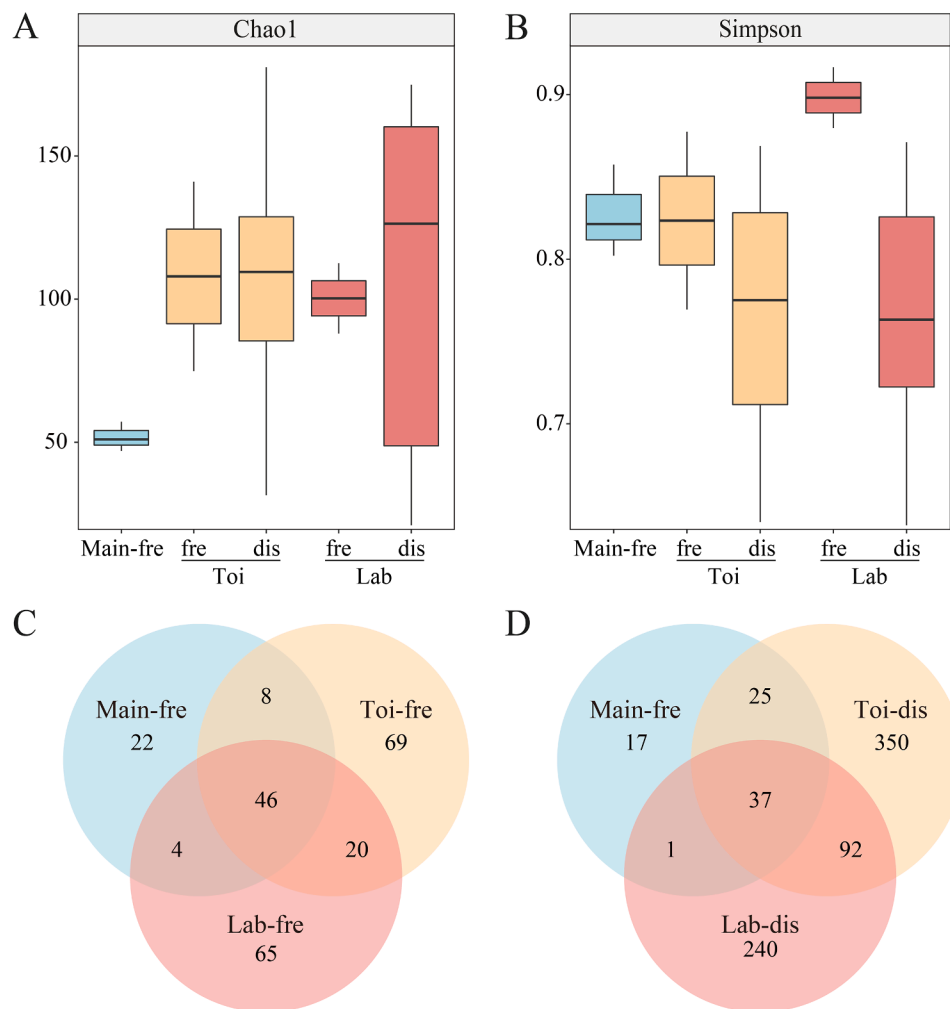 A
Chao1
150
100
50
Main-fre
fre
dis
fre
dis
Toi
Lab
B
Simpson
0.9
0.8
0.7
Main-fre
fre
dis
fre
dis
Toi
Lab
C
Main-fre
22
8
Toi-fre
69
46
4
20
Lab-fre
65
D
Main-fre
17
25
Toi-dis
350
37
1
92
Lab-dis
240